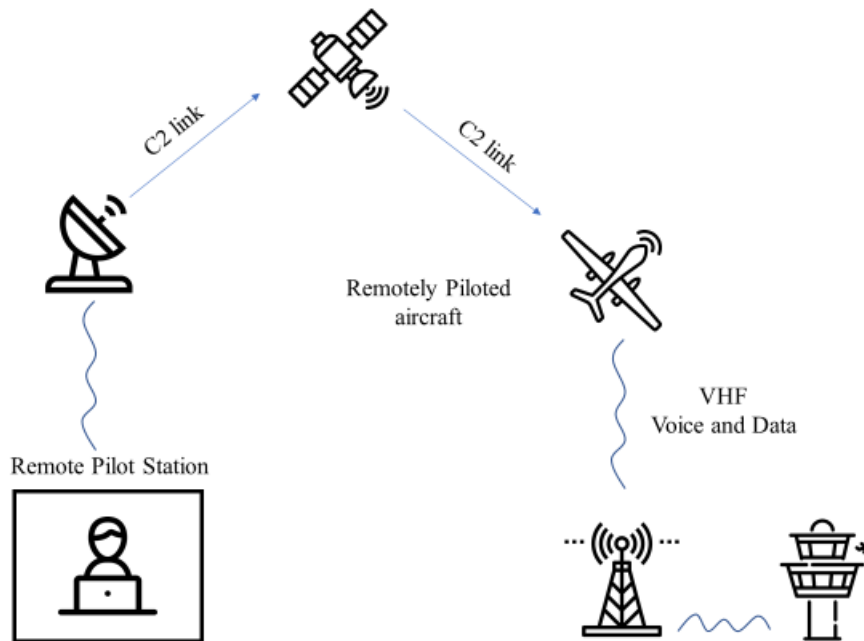 C2 link
C2 link
Remotely Piloted
aircraft
VHF
Voice and Data
Remote Pilot Station